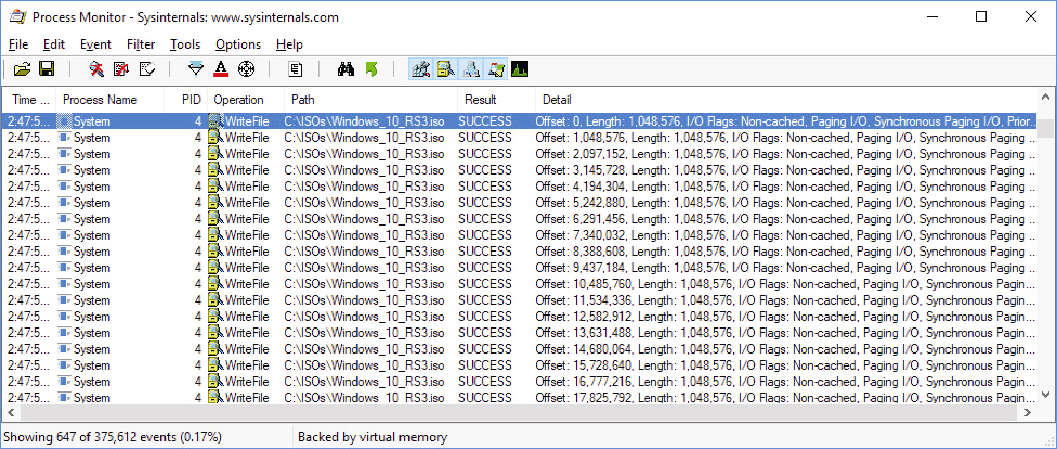 Process Monitor - Sysinternals: www.sysinternals.com
File Edit Event Filter Tools Options Help
Time ... Process Name PID Operation Path Result Detail
2:47:5... System 4 WriteFile C:\ISOs\Windows_10_RS3.iso SUCCESS Offset: 0, Length: 1,048,576, I/O Flags: Non-cached, Paging I/O, Synchronous Paging I/O, Prior...
2:47:5... System 4 WriteFile C:\ISOs\Windows_10_RS3.iso SUCCESS Offset: 1,048,576, Length: 1,048,576, I/O Flags: Non-cached, Paging I/O, Synchronous Paging ...
2:47:5... System 4 WriteFile C:\ISOs\Windows_10_RS3.iso SUCCESS Offset: 2,097,152, Length: 1,048,576, I/O Flags: Non-cached, Paging I/O, Synchronous Paging ...
2:47:5... System 4 WriteFile C:\ISOs\Windows_10_RS3.iso SUCCESS Offset: 3,145,728, Length: 1,048,576, I/O Flags: Non-cached, Paging I/O, Synchronous Paging ...
2:47:5... System 4 WriteFile C:\ISOs\Windows_10_RS3.iso SUCCESS Offset: 4,194,304, Length: 1,048,576, I/O Flags: Non-cached, Paging I/O, Synchronous Paging ...
2:47:5... System 4 WriteFile C:\ISOs\Windows_10_RS3.iso SUCCESS Offset: 5,242,880, Length: 1,048,576, I/O Flags: Non-cached, Paging I/O, Synchronous Paging ...
2:47:5... System 4 WriteFile C:\ISOs\Windows_10_RS3.iso SUCCESS Offset: 6,291,456, Length: 1,048,576, I/O Flags: Non-cached, Paging I/O, Synchronous Paging ...
2:47:5... System 4 WriteFile C:\ISOs\Windows_10_RS3.iso SUCCESS Offset: 7,340,032, Length: 1,048,576, I/O Flags: Non-cached, Paging I/O, Synchronous Paging ...
2:47:5... System 4 WriteFile C:\ISOs\Windows_10_RS3.iso SUCCESS Offset: 8,388,608, Length: 1,048,576, I/O Flags: Non-cached, Paging I/O, Synchronous Paging ...
2:47:5... System 4 WriteFile C:\ISOs\Windows_10_RS3.iso SUCCESS Offset: 9,437,184, Length: 1,048,576, I/O Flags: Non-cached, Paging I/O, Synchronous Paging ...
2:47:5... System 4 WriteFile C:\ISOs\Windows_10_RS3.iso SUCCESS Offset: 10,485,760, Length: 1,048,576, I/O Flags: Non-cached, Paging I/O, Synchronous Pagin ...
2:47:5... System 4 WriteFile C:\ISOs\Windows_10_RS3.iso SUCCESS Offset: 11,534,336, Length: 1,048,576, I/O Flags: Non-cached, Paging I/O, Synchronous Pagin ...
2:47:5... System 4 WriteFile C:\ISOs\Windows_10_RS3.iso SUCCESS Offset: 12,582,912, Length: 1,048,576, I/O Flags: Non-cached, Paging I/O, Synchronous Pagin ...
2:47:5... System 4 WriteFile C:\ISOs\Windows_10_RS3.iso SUCCESS Offset: 13,631,488, Length: 1,048,576, I/O Flags: Non-cached, Paging I/O, Synchronous Pagin ...
2:47:5... System 4 WriteFile C:\ISOs\Windows_10_RS3.iso SUCCESS Offset: 14,680,064, Length: 1,048,576, I/O Flags: Non-cached, Paging I/O, Synchronous Pagin ...
2:47:5... System 4 WriteFile C:\ISOs\Windows_10_RS3.iso SUCCESS Offset: 15,728,640, Length: 1,048,576, I/O Flags: Non-cached, Paging I/O, Synchronous Pagin ...
2:47:5... System 4 WriteFile C:\ISOs\Windows_10_RS3.iso SUCCESS Offset: 16,777,216, Length: 1,048,576, I/O Flags: Non-cached, Paging I/O, Synchronous Pagin ...
2:47:5... System 4 WriteFile C:\ISOs\Windows_10_RS3.iso SUCCESS Offset: 17,825,792, Length: 1,048,576, I/O Flags: Non-cached, Paging I/O, Synchronous Pagin ...
Showing 647 of 375,612 events (0.17%) Backed by virtual memory